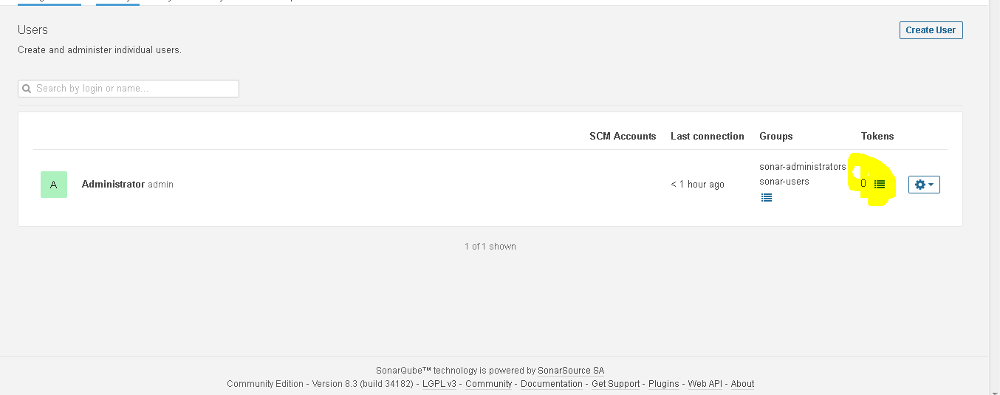 Users
Create User
Create and administer individual users.
Search by login or name...
SCM Accounts Last connection Groups Tokens
A Administrator admin < 1 hour ago sonar-administrators
sonar-users
0
1 of 1 shown
SonarQube™ technology is powered by SonarSource SA
Community Edition - Version 8.3 (build 34182) - LGPL v3 - Community - Documentation - Get Support - Plugins - Web API - About